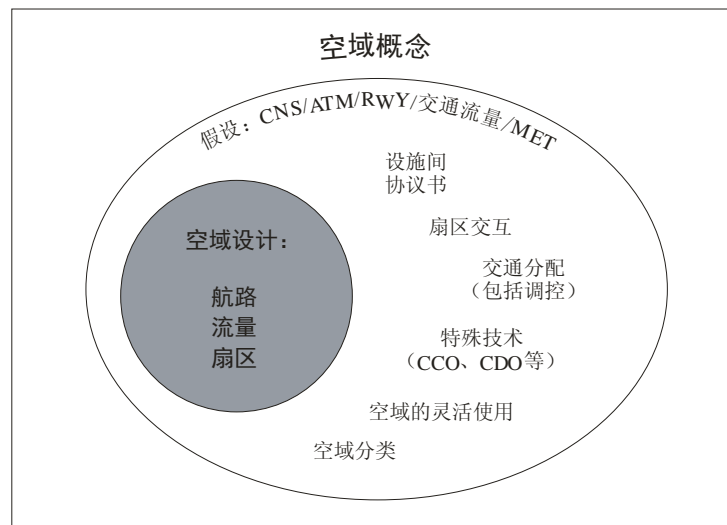 空域概念
假设：CNS/ATM/RWY/交通流量/MET
设施间
协议书
扇区交互
交通分配
（包括调控）
特殊技术
（CCO、CDO等）
空域的灵活使用
空域分类
空域设计：
航路
流量
扇区